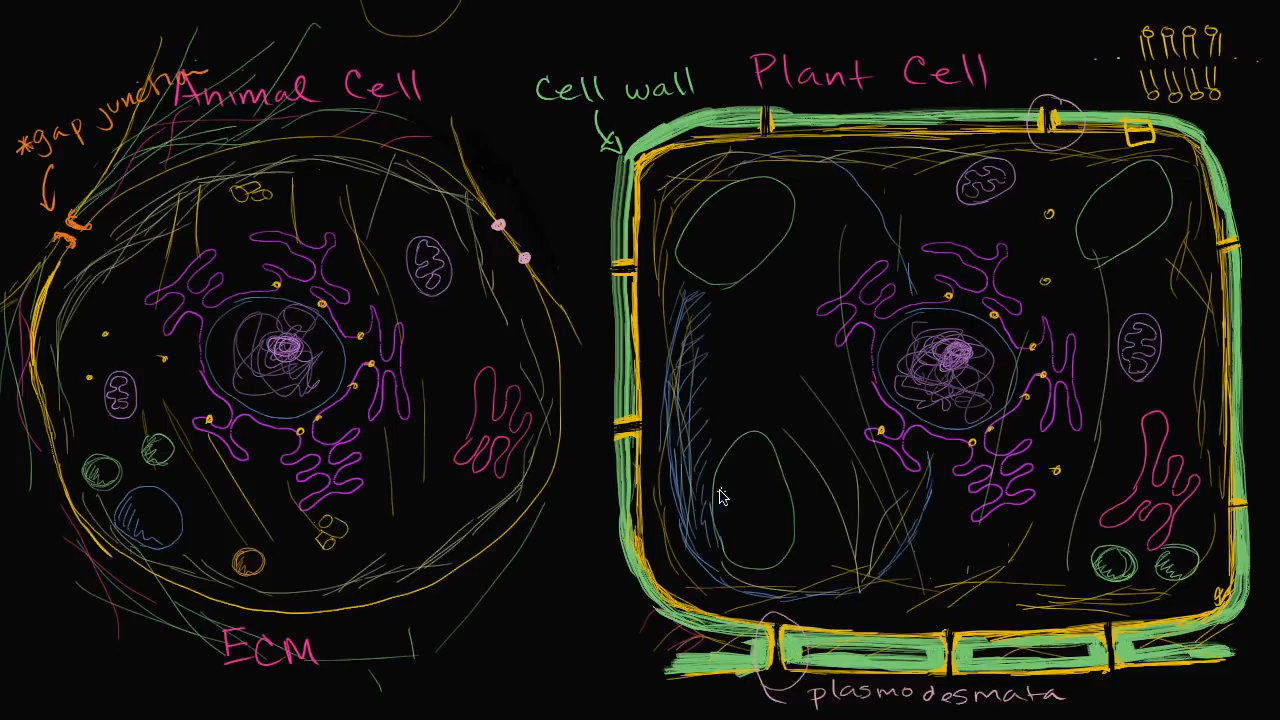 Animal Cell
*gap junction
Cell wall
Plant Cell
ECM
plasmodesmata